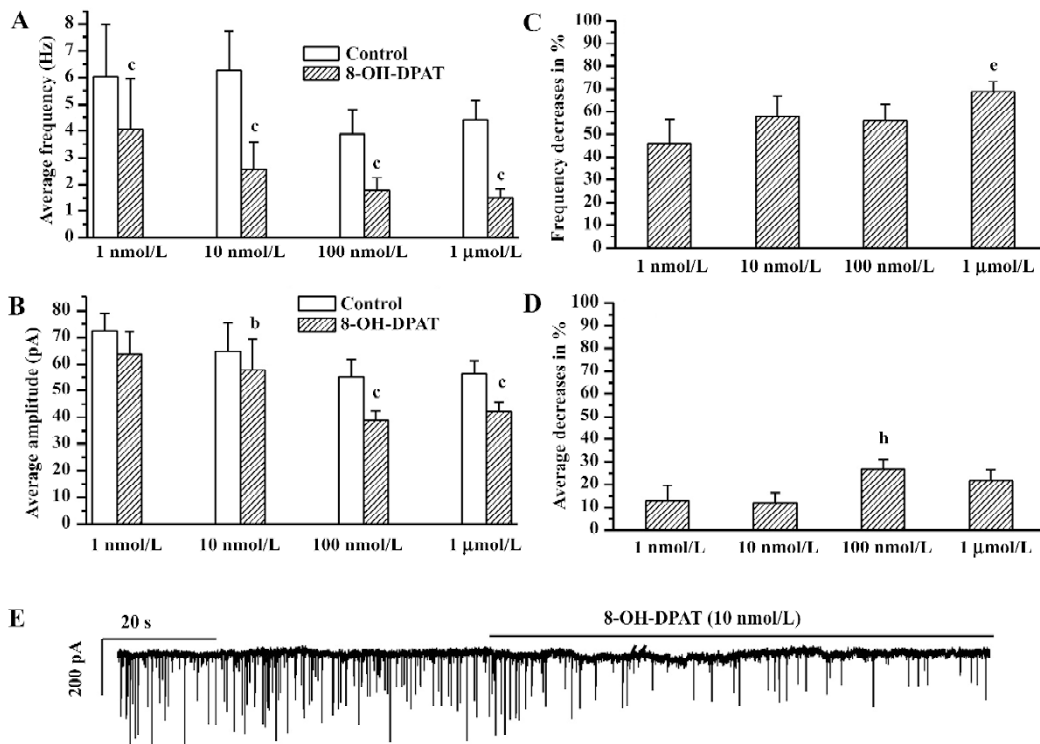 A
Average frequency (Hz)
8
7
6
5
4
3
2
1
0
Control
8-OH-DPAT
c
c
c
c
1 nmol/L 10 nmol/L 100 nmol/L 1 μmol/L
C
Frequency decreases in %
100
90
80
70
60
50
40
30
20
10
0
e
1 nmol/L 10 nmol/L 100 nmol/L 1 μmol/L
B
Average amplitude (pA)
80
70
60
50
40
30
20
10
0
Control
8-OH-DPAT
b
c
c
1 nmol/L 10 nmol/L 100 nmol/L 1 μmol/L
D
Average decreases in %
100
90
80
70
60
50
40
30
20
10
0
h
1 nmol/L 10 nmol/L 100 nmol/L 1 μmol/L
E
20 s
200 pA
8-OH-DPAT (10 nmol/L)